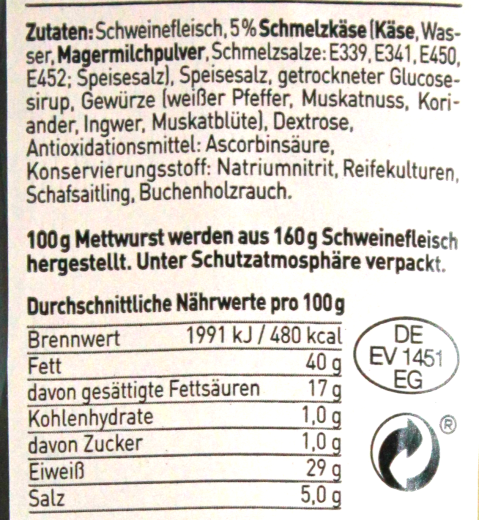 Zutaten: Schweinefleisch, 5% Schmelzkäse (Käse, Was-
ser, Magermilchpulver, Schmelzsalze: E339, E341, E450,
E452; Speisesalz), Speisesalz, getrockneter Glucose-
sirup, Gewürze (weißer Pfeffer, Muskatnuss, Kori-
ander, Ingwer, Muskatblüte), Dextrose,
Antioxidationsmittel: Ascorbinsäure,
Konservierungsstoff: Natriumnitrit, Reifekulturen,
Schafsaitling, Buchenholzrauch.
100 g Mettwurst werden aus 160 g Schweinefleisch
hergestellt. Unter Schutzatmosphäre verpackt.
Durchschnittliche Nährwerte pro 100 g
Brennwert 1991 kJ / 480 kcal
Fett 40 g
davon gesättigte Fettsäuren 17 g
Kohlenhydrate 1,0 g
davon Zucker 1,0 g
Eiweiß 29 g
Salz 5,0 g
DE
EV 1451
EG
®